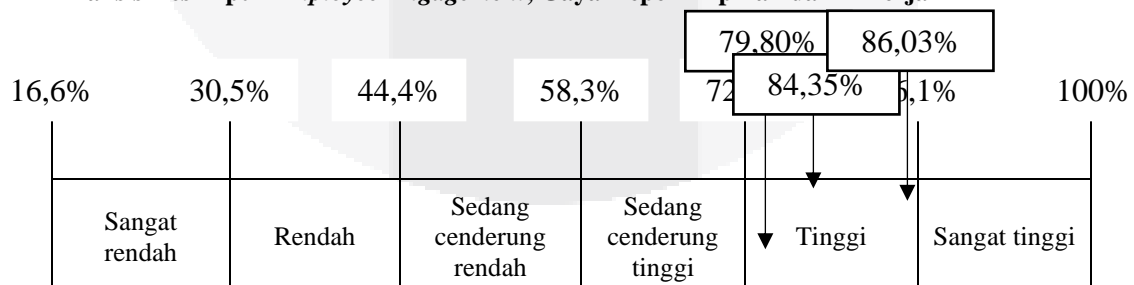 79,80% 86,03%
16,6% 30,5% 44,4% 58,3% 84,35% 100%
Sangat rendah
Rendah
Sedang cenderung rendah
Sedang cenderung tinggi
Tinggi
Sangat tinggi